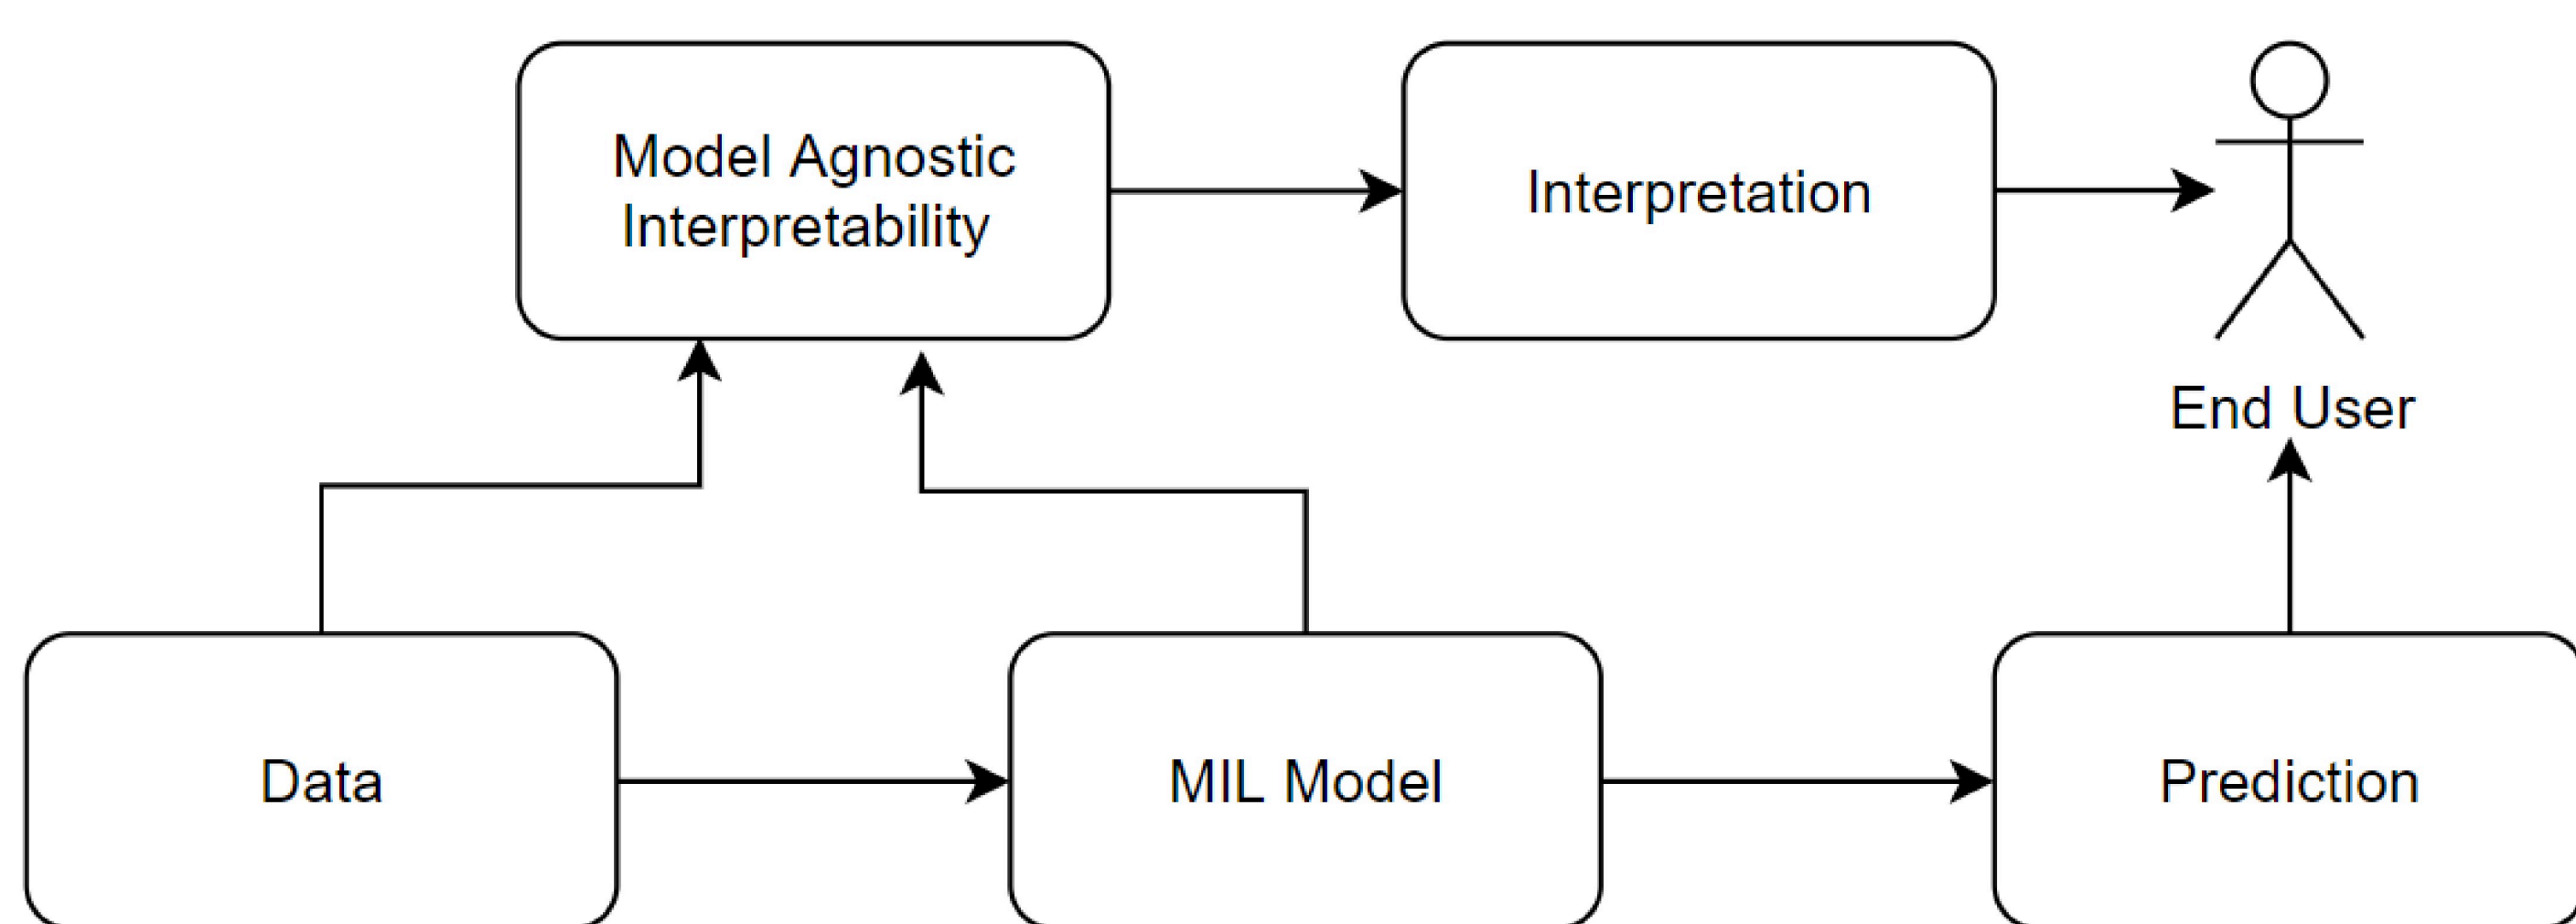 Model Agnostic
Interpretability
Interpretation
End User
Data
MIL Model
Prediction